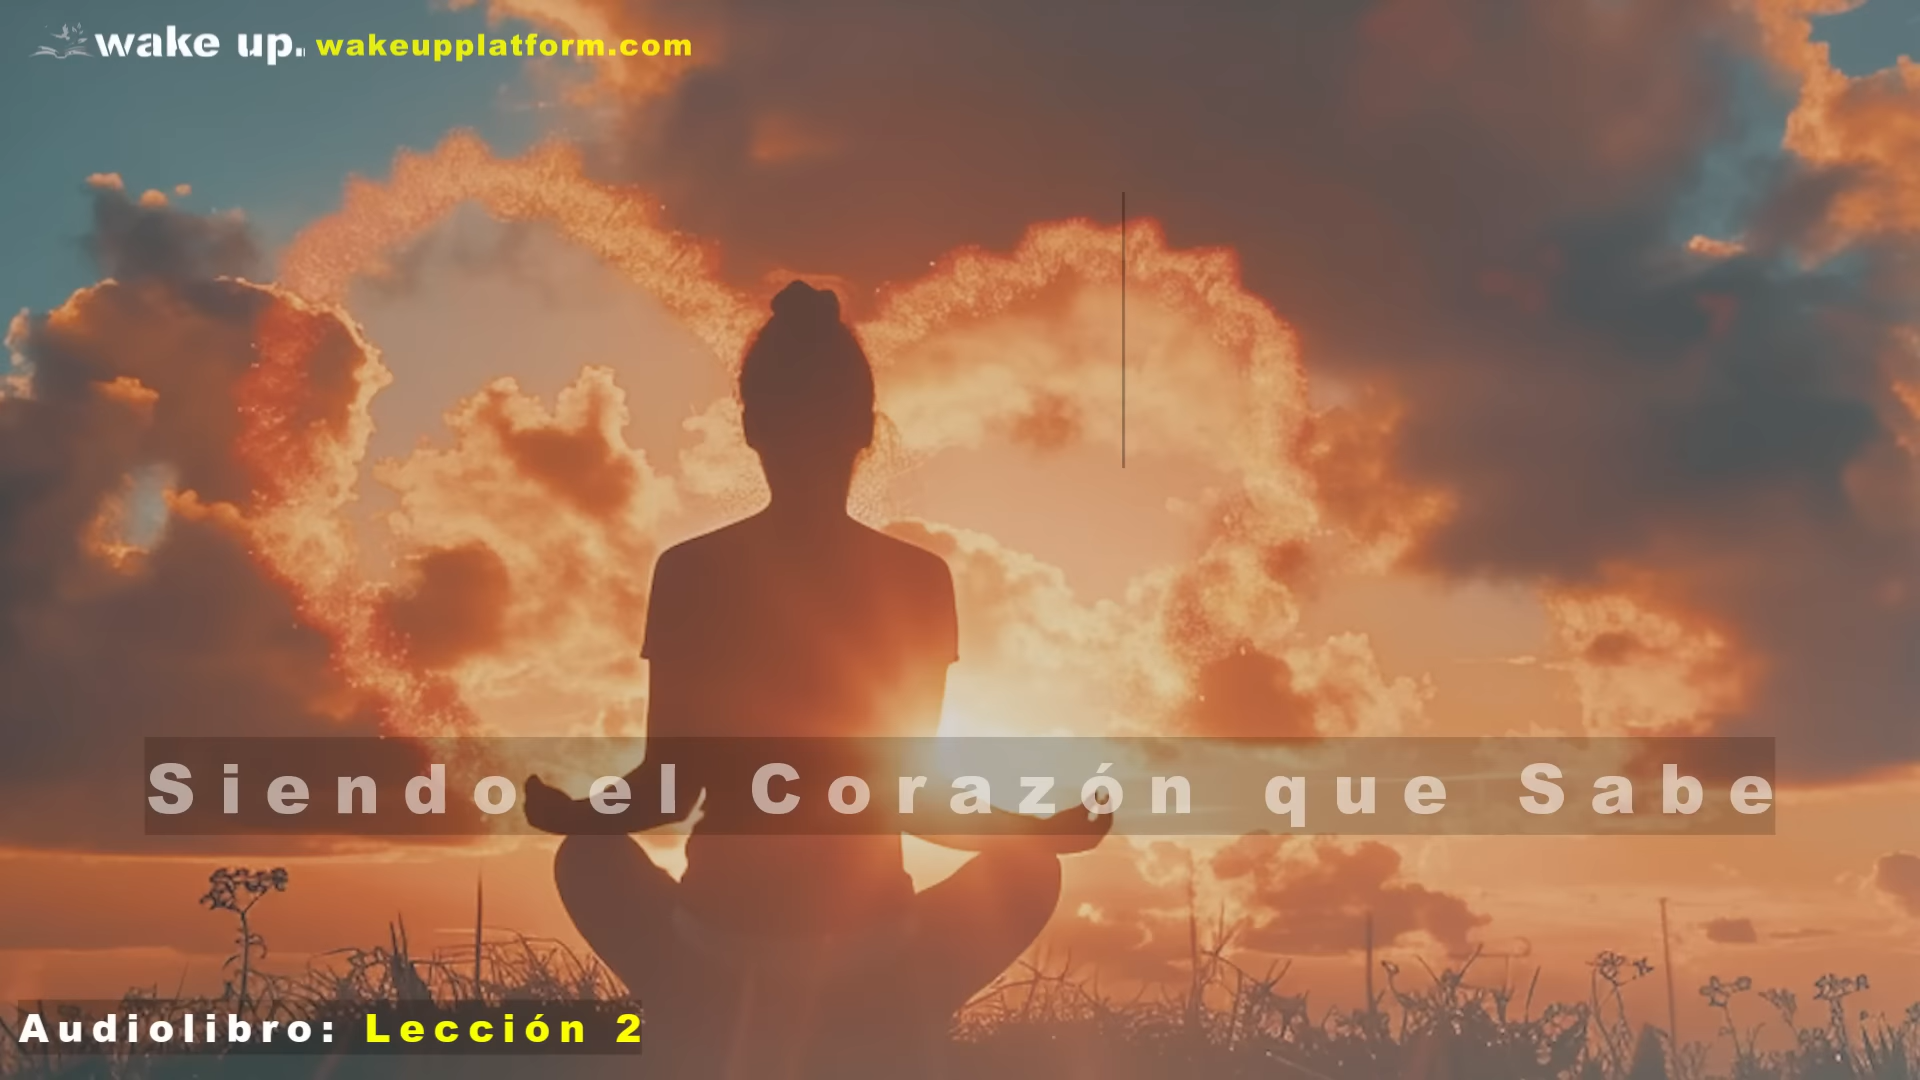 wake up. wakeupplatform.com
Siendo el Corazón que Sabe
Audiolibro: Lección 2